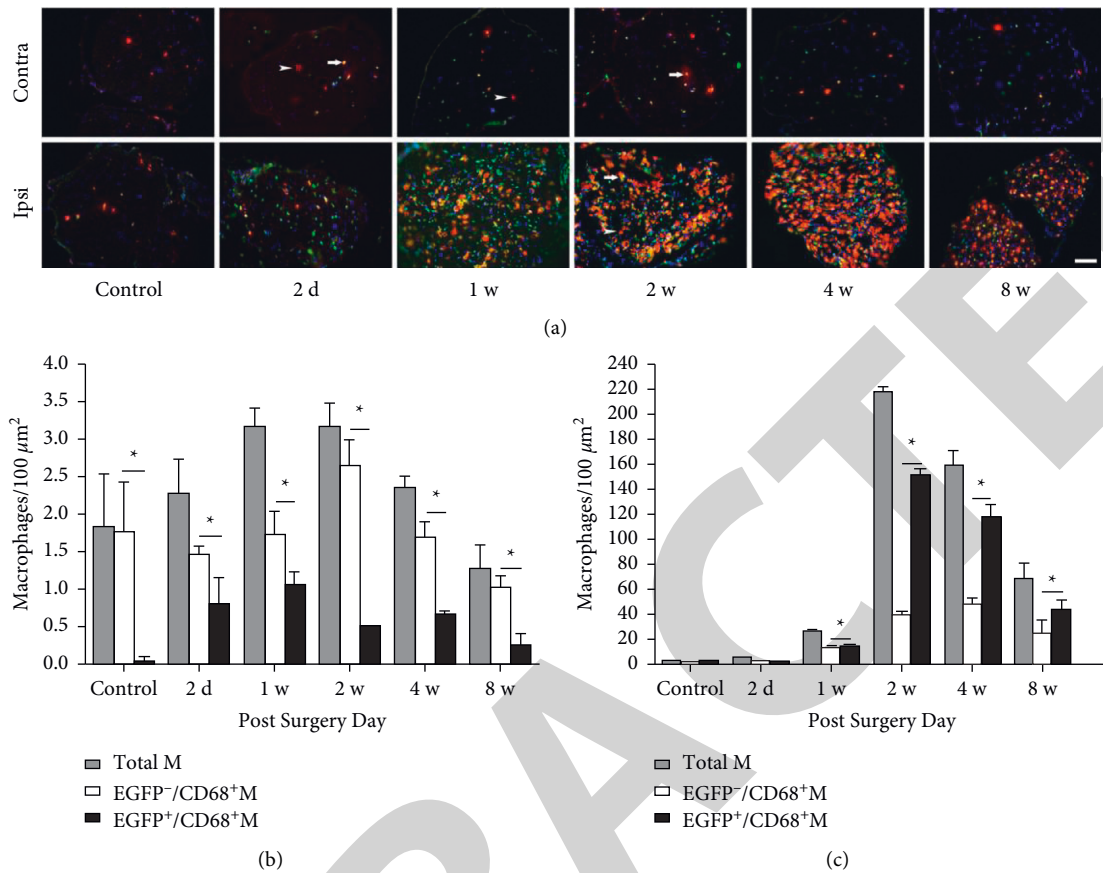 Contra
Ipsi
Control 2 d 1 w 2 w 4 w 8 w
(a)
Macrophages/100 μm²
4.0
3.5
3.0
2.5
2.0
1.5
1.0
0.5
0.0
* * * * * *
Control 2 d 1 w 2 w 4 w 8 w
Post Surgery Day
Total M
EGFP⁻/CD68⁺M
EGFP⁺/CD68⁺M
(b)
Macrophages/100 μm²
240
220
200
180
160
140
120
100
80
60
40
20
0
* * * *
Control 2 d 1 w 2 w 4 w 8 w
Post Surgery Day
Total M
EGFP⁻/CD68⁺M
EGFP⁺/CD68⁺M
(c)